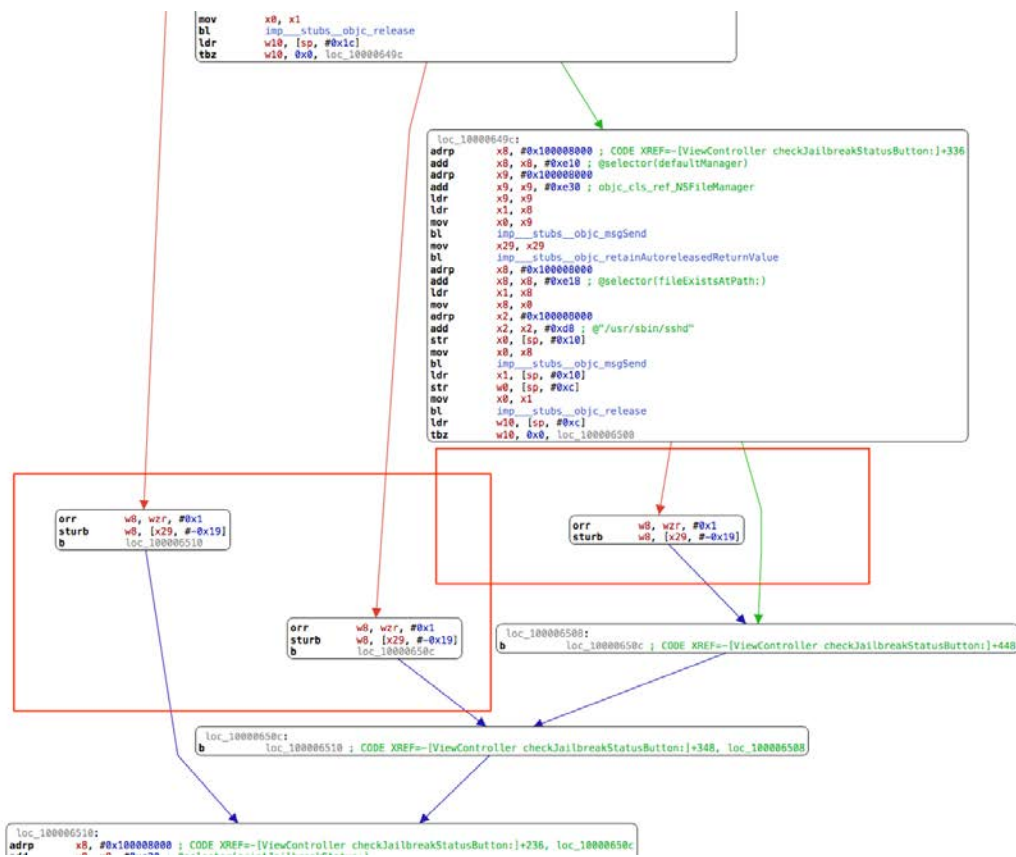 mov x0, x1
bl imp___stubs__objc_release
ldr w10, [sp, #0x1c]
tbz w10, 0x0, loc_10000649c
loc_10000649c:
adrp x8, #0x100008000 ; CODE XREF=-[ViewController checkJailbreakStatusButton:]+336
add x8, x8, #0xe10 ; @selector(defaultManager)
adrp x9, #0x100008000
add x9, x9, #0xe30 ; objc_cls_ref_NSFileManager
ldr x9, x9
ldr x1, x8
mov x0, x9
bl imp___stubs__objc_msgSend
mov x29, x29
bl imp___stubs__objc_retainAutoreleasedReturnValue
adrp x8, #0x100008000
add x8, x8, #0xe18 ; @selector(fileExistsAtPath:)
ldr x1, x8
mov x8, x0
adrp x2, #0x100008000
add x2, x2, #0xd8 ; @"/usr/sbin/sshd"
str x0, [sp, #0x10]
mov x0, x8
bl imp___stubs__objc_msgSend
ldr x1, [sp, #0x10]
str w0, [sp, #0xc]
mov x0, x1
bl imp___stubs__objc_release
ldr w10, [sp, #0xc]
tbz w10, 0x0, loc_100006508
orr w8, wzr, #0x1
sturb w8, [x29, #-0x19]
b loc_100006510
orr w8, wzr, #0x1
sturb w8, [x29, #-0x19]
orr w8, wzr, #0x1
sturb w8, [x29, #-0x19]
b loc_10000650c
loc_100006508:
b loc_10000650c ; CODE XREF=-[ViewController checkJailbreakStatusButton:]+448
loc_10000650c:
b loc_100006510 ; CODE XREF=-[ViewController checkJailbreakStatusButton:]+348, loc_100006508
loc_100006510:
adrp x8, #0x100008000 ; CODE XREF=-[ViewController checkJailbreakStatusButton:]+236, loc_10000650c